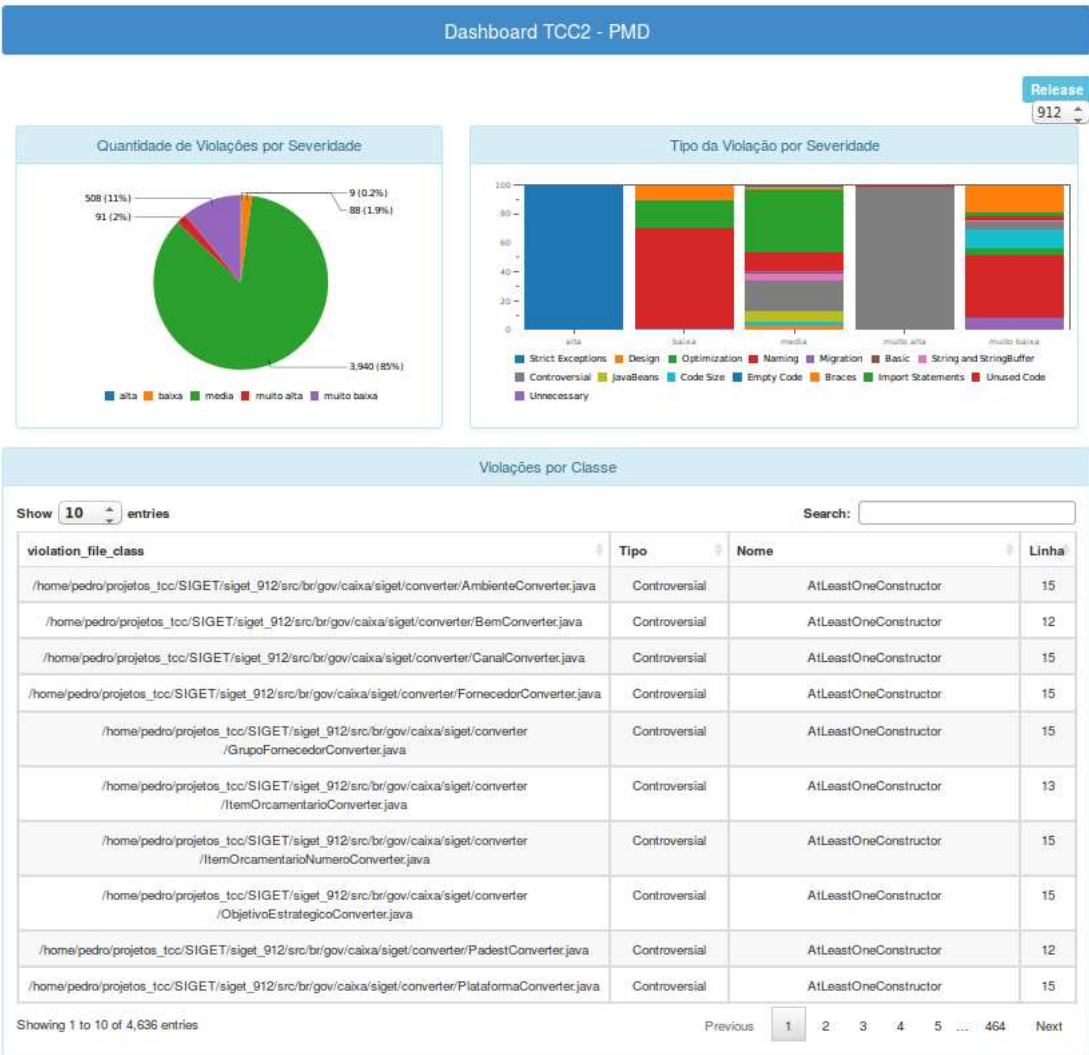 Dashboard TCC2 - PMD
Release
912
Quantidade de Violações por Severidade
508 (11%)
91 (2%)
9 (0.2%)
88 (1.9%)
3,940 (85%)
alta baixa media muito alta muito baixa
Tipo da Violação por Severidade
100
80
60
40
20
0
alta baixa media muito alta muito baixa
Strict Exceptions Design Optimization Naming Migration Basic String and StringBuffer
Controversial JavaBeans Code Size Empty Code Braces Import Statements Unused Code
Unnecessary
Violações por Classe
Show 10 entries
Search:
violation_file_class Tipo Nome Linha
/home/pedro/projetos_tcc/SIGET/siget_912/src/br/gov/caixa/siget/converter/AmbienteConverter.java Controversial AtLeastOneConstructor 15
/home/pedro/projetos_tcc/SIGET/siget_912/src/br/gov/caixa/siget/converter/BemConverter.java Controversial AtLeastOneConstructor 12
/home/pedro/projetos_tcc/SIGET/siget_912/src/br/gov/caixa/siget/converter/CanalConverter.java Controversial AtLeastOneConstructor 15
/home/pedro/projetos_tcc/SIGET/siget_912/src/br/gov/caixa/siget/converter/FornecedorConverter.java Controversial AtLeastOneConstructor 15
/home/pedro/projetos_tcc/SIGET/siget_912/src/br/gov/caixa/siget/converter
/GrupoFornecedorConverter.java Controversial AtLeastOneConstructor 15
/home/pedro/projetos_tcc/SIGET/siget_912/src/br/gov/caixa/siget/converter
/ItemOrcamentarioConverter.java Controversial AtLeastOneConstructor 13
/home/pedro/projetos_tcc/SIGET/siget_912/src/br/gov/caixa/siget/converter
/ItemOrcamentarioNumeroConverter.java Controversial AtLeastOneConstructor 15
/home/pedro/projetos_tcc/SIGET/siget_912/src/br/gov/caixa/siget/converter
/ObjetivoEstrategicoConverter.java Controversial AtLeastOneConstructor 15
/home/pedro/projetos_tcc/SIGET/siget_912/src/br/gov/caixa/siget/converter/PadestConverter.java Controversial AtLeastOneConstructor 12
/home/pedro/projetos_tcc/SIGET/siget_912/src/br/gov/caixa/siget/converter/PlataformaConverter.java Controversial AtLeastOneConstructor 15
Showing 1 to 10 of 4,636 entries
Previous 1 2 3 4 5 ... 464 Next